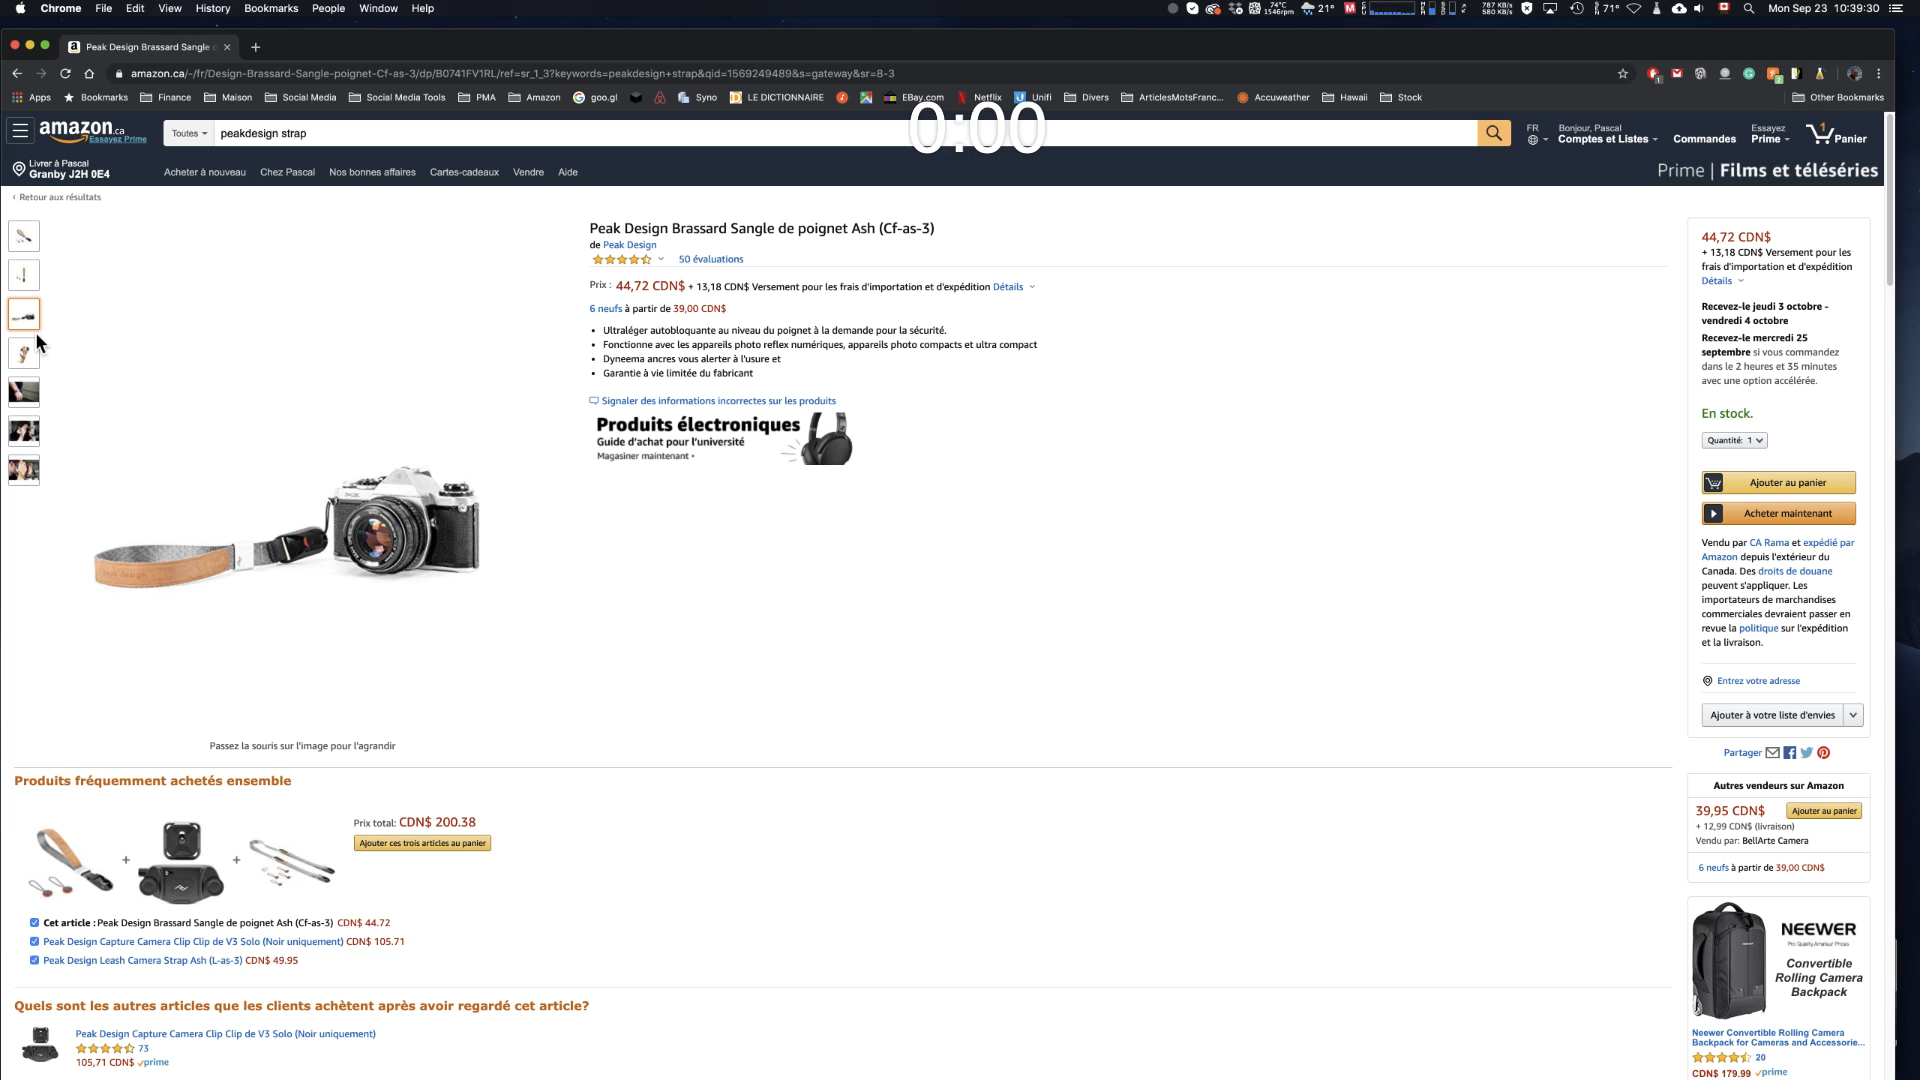 Chrome File Edit View History Bookmarks People Window Help
74°C
1546rpm
21°
787 KB/s
580 KB/s
71°
Mon Sep 23 10:39:30
Peak Design Brassard Sangle
amazon.ca/-/fr/Design-Brassard-Sangle-poignet-Cf-as-3/dp/B0741FV1RL/ref=sr_1_3?keywords=peakdesign+strap&qid=1569249489&s=gateway&sr=8-3
Apps Bookmarks Finance Maison Social Media Social Media Tools PMA Amazon goo.gl Syno LE DICTIONNAIRE EBay.com Netflix Unifi Divers ArticlesMotsFranc... Accuweather Hawaii Stock Other Bookmarks
0:00
amazon.ca
Essayez Prime
Toutes
peakdesign strap
FR
Bonjour, Pascal
Comptes et Listes
Commandes
Essayez
Prime
1
Panier
Livrer à Pascal
Granby J2H 0E4
Acheter à nouveau Chez Pascal Nos bonnes affaires Cartes-cadeaux Vendre Aide
Prime | Films et téléséries
‹ Retour aux résultats
Peak Design Brassard Sangle de poignet Ash (Cf-as-3)
de Peak Design
50 évaluations
Prix : 44,72 CDN$ + 13,18 CDN$ Versement pour les frais d'importation et d'expédition Détails
6 neufs à partir de 39,00 CDN$
• Ultraléger autobloquante au niveau du poignet à la demande pour la sécurité.
• Fonctionne avec les appareils photo reflex numériques, appareils photo compacts et ultra compact
• Dyneema ancres vous alerter à l'usure et
• Garantie à vie limitée du fabricant
Signaler des informations incorrectes sur les produits
Produits électroniques
Guide d'achat pour l'université
Magasiner maintenant ›
peak design
Passez la souris sur l'image pour l'agrandir
44,72 CDN$
+ 13,18 CDN$ Versement pour les
frais d'importation et d'expédition
Détails
Recevez-le jeudi 3 octobre -
vendredi 4 octobre
Recevez-le mercredi 25
septembre si vous commandez
dans le 2 heures et 35 minutes
avec une option accélérée.
En stock.
Quantité: 1
Ajouter au panier
Acheter maintenant
Vendu par CA Rama et expédié par
Amazon depuis l'extérieur du
Canada. Des droits de douane
peuvent s'appliquer. Les
importateurs de marchandises
commerciales devraient passer en
revue la politique sur l'expédition
et la livraison.
Entrez votre adresse
Ajouter à votre liste d'envies
Partager
Autres vendeurs sur Amazon
39,95 CDN$
Ajouter au panier
+ 12,99 CDN$ (livraison)
Vendu par: BellArte Camera
6 neufs à partir de 39,00 CDN$
NEEWER
Pro Quality,Amateur Prices
Convertible
Rolling Camera
Backpack
Neewer Convertible Rolling Camera
Backpack for Cameras and Accessorie...
20
CDN$ 179.99 prime
Produits fréquemment achetés ensemble
+
+
Prix total: CDN$ 200.38
Ajouter ces trois articles au panier
Cet article : Peak Design Brassard Sangle de poignet Ash (Cf-as-3) CDN$ 44.72
Peak Design Capture Camera Clip Clip de V3 Solo (Noir uniquement) CDN$ 105.71
Peak Design Leash Camera Strap Ash (L-as-3) CDN$ 49.95
Quels sont les autres articles que les clients achètent après avoir regardé cet article?
Peak Design Capture Camera Clip Clip de V3 Solo (Noir uniquement)
73
105,71 CDN$ prime